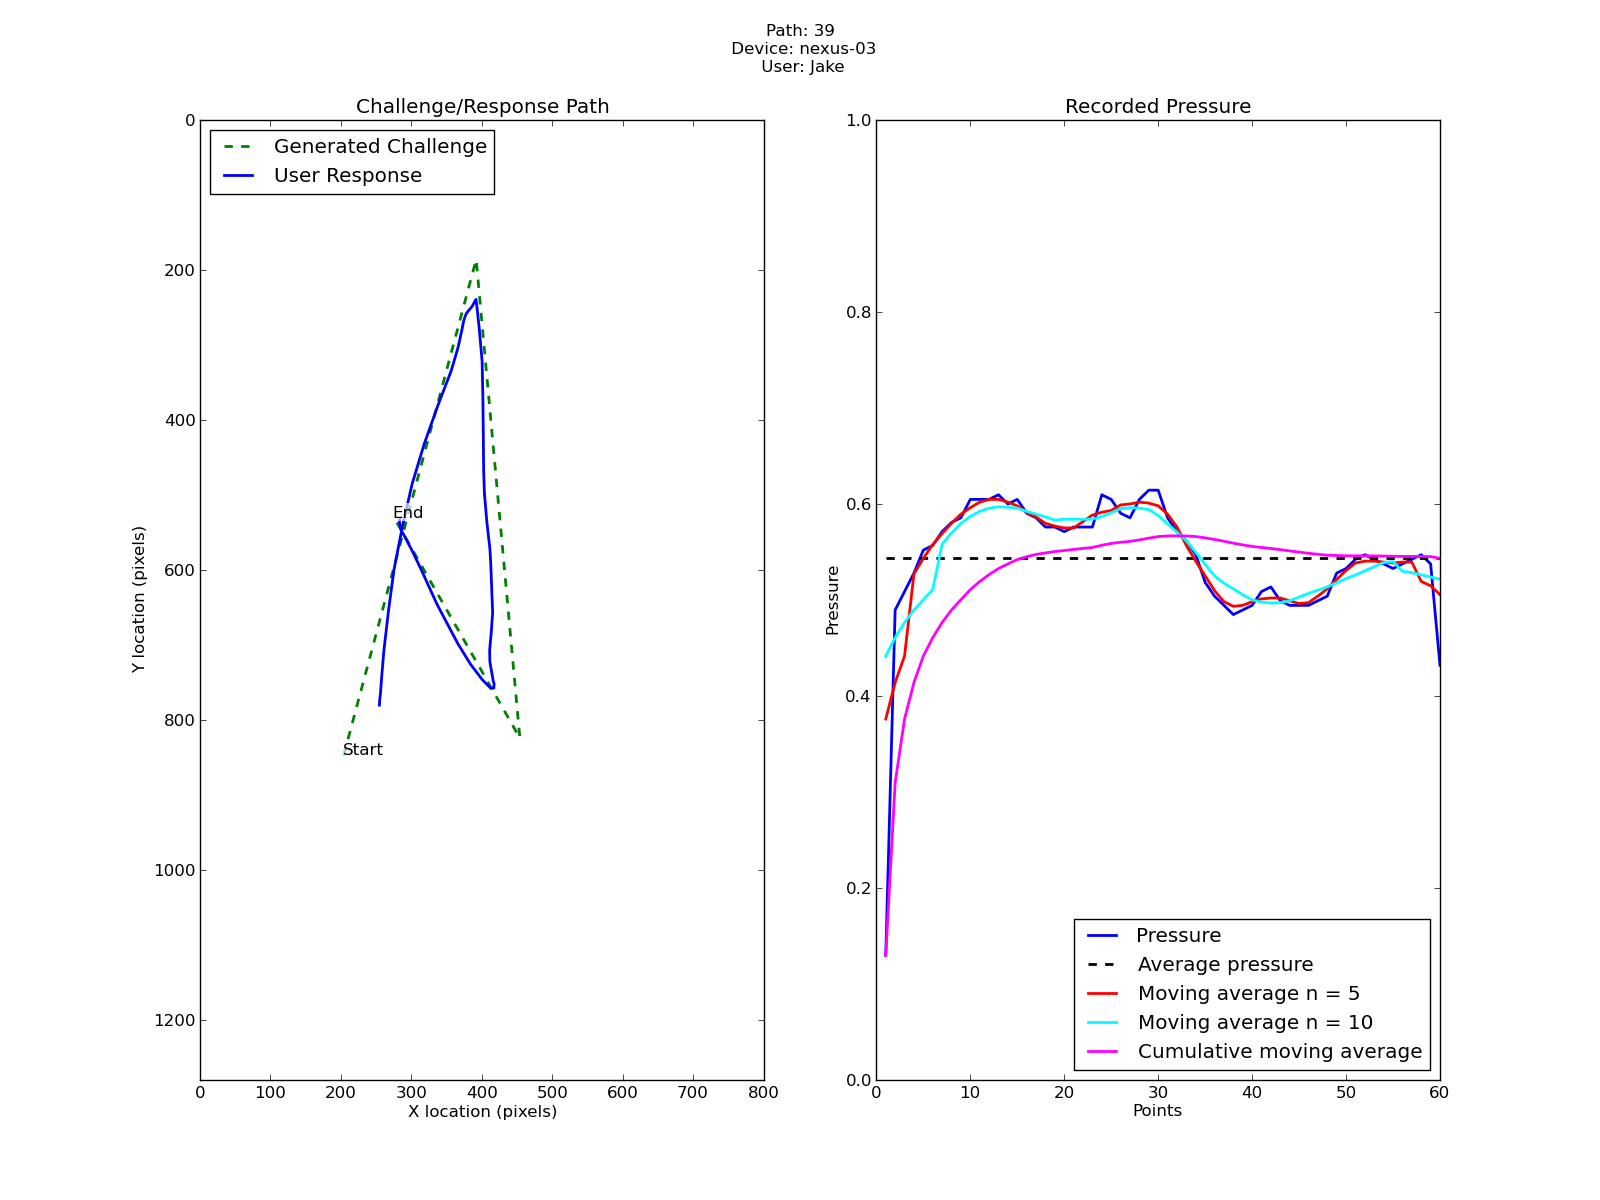 Path: 39
Device: nexus-03
User: Jake
Challenge/Response Path
0
200
400
600
800
1000
1200
Y location (pixels)
Generated Challenge
User Response
End
Start
0 100 200 300 400 500 600 700 800
X location (pixels)
Recorded Pressure
1.0
0.8
0.6
0.4
0.2
0.0
Pressure
Pressure
Average pressure
Moving average n = 5
Moving average n = 10
Cumulative moving average
0 10 20 30 40 50 60
Points